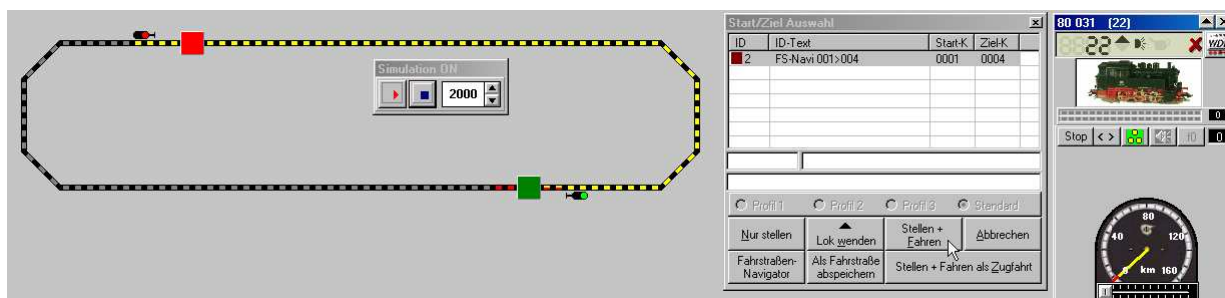 Simulation ON
2000
Start/Ziel Auswahl
ID ID-Text Start-K Ziel-K
2 FS-Navi 001>004 0001 0004
Profil 1 Profil 2 Profil 3 Standard
Nur stellen
Lok wenden
Stellen +
Fahren
Abbrechen
Fahrstraßen-
Navigator
Als Fahrstraße
abspeichern
Stellen + Fahren als Zugfahrt
80 031 (22)
22
0
Stop < > f0 0
80
40 120
0 km 160